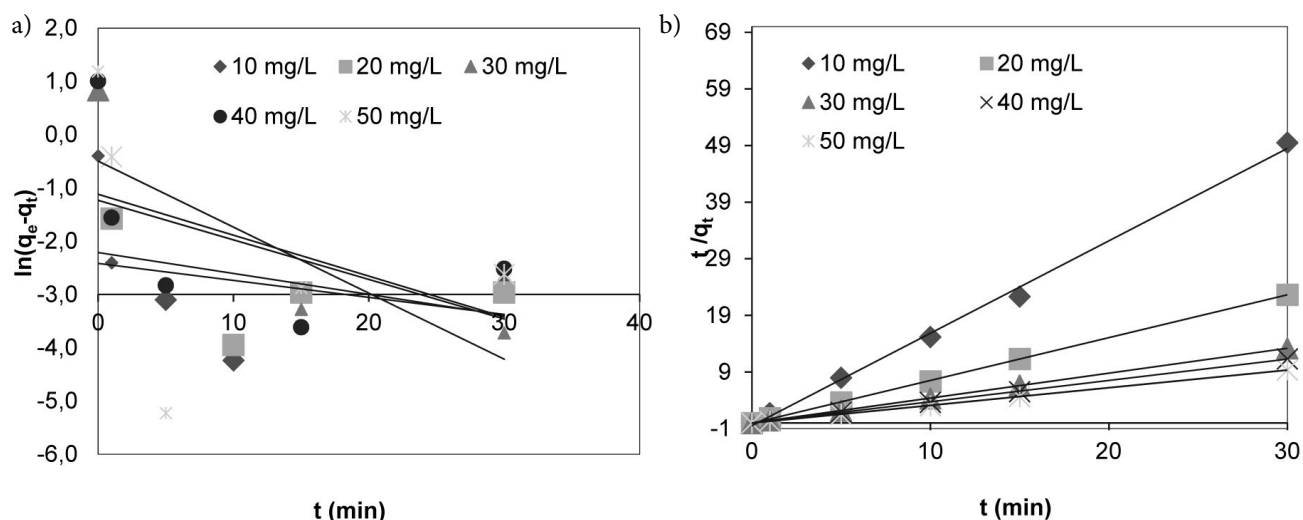 a)
ln(qe-qt)
2,0
1,0
0,0
-1,0
-2,0
-3,0
-4,0
-5,0
-6,0
10 mg/L 20 mg/L 30 mg/L
40 mg/L 50 mg/L
0 10 20 30 40
t (min)
b)
t /qt
69
59
49
39
29
19
9
-1
10 mg/L 20 mg/L
30 mg/L 40 mg/L
50 mg/L
0 10 20 30
t (min)